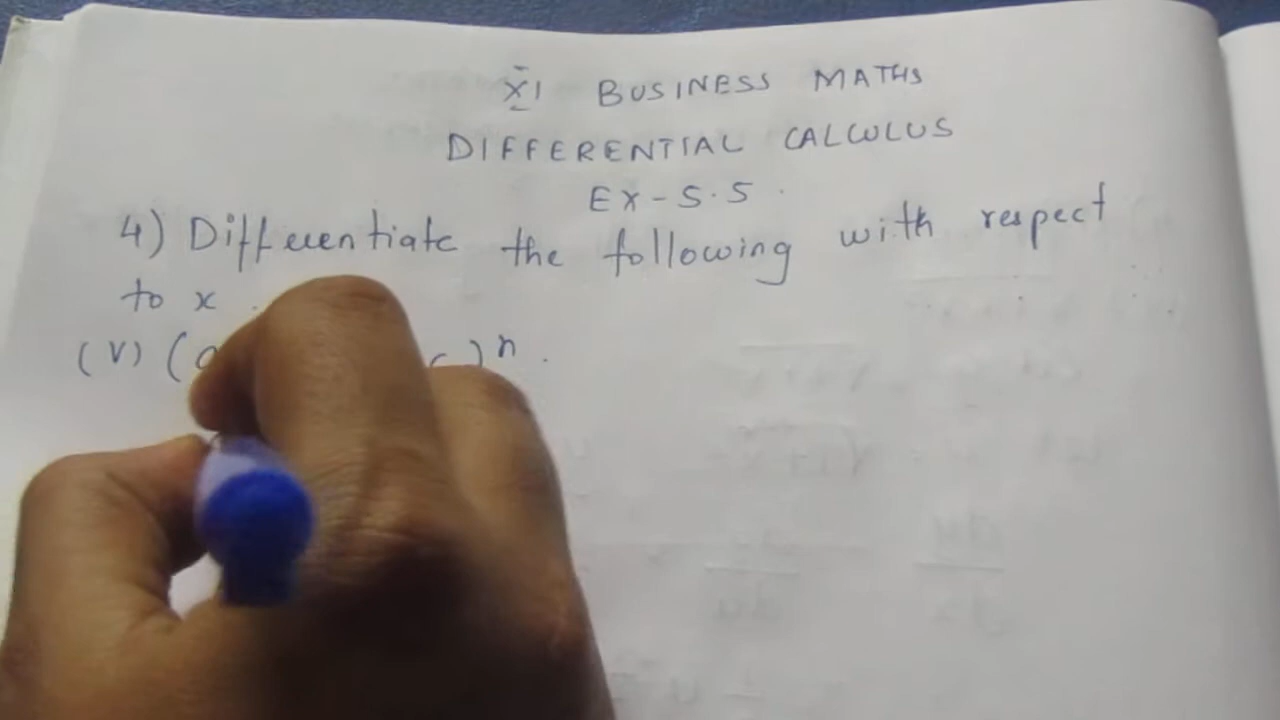 XI BUSINESS MATHS
DIFFERENTIAL CALCULUS
EX-5.5
4) Differentiate the following with respect
to x.
(V) (a c)ⁿ.